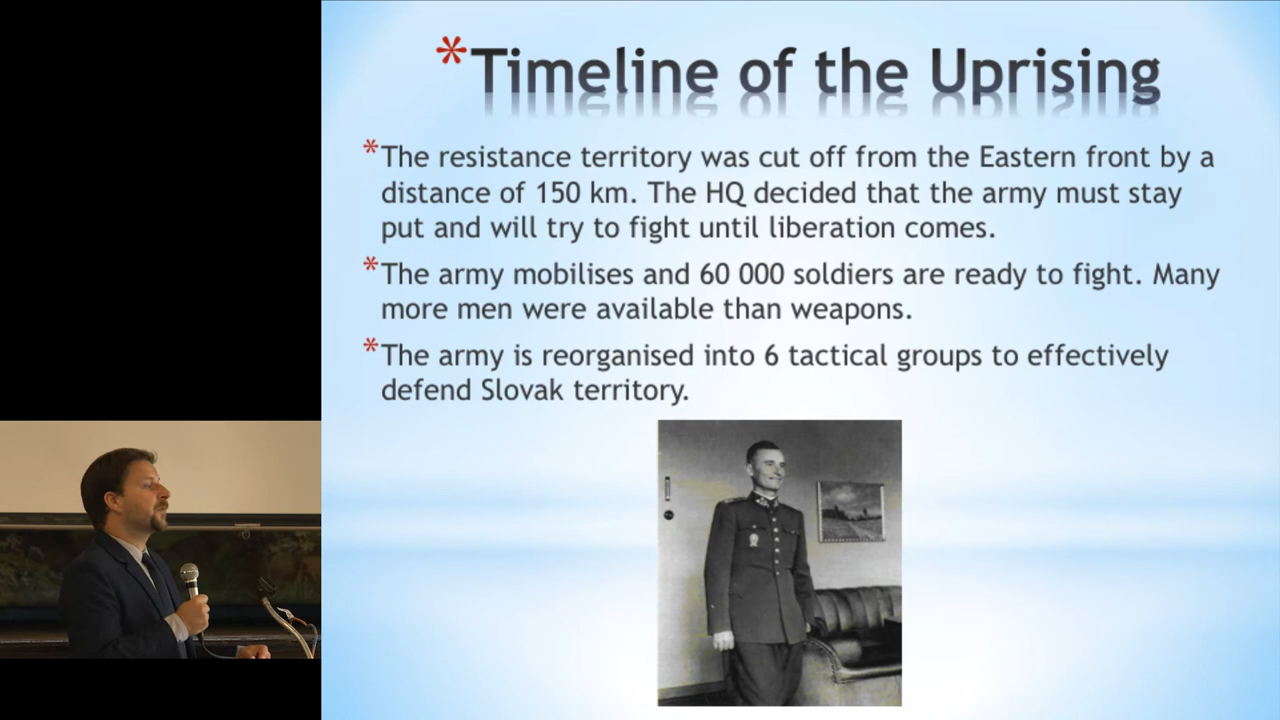 *Timeline of the Uprising
*The resistance territory was cut off from the Eastern front by a
distance of 150 km. The HQ decided that the army must stay
put and will try to fight until liberation comes.
*The army mobilises and 60 000 soldiers are ready to fight. Many
more men were available than weapons.
*The army is reorganised into 6 tactical groups to effectively
defend Slovak territory.